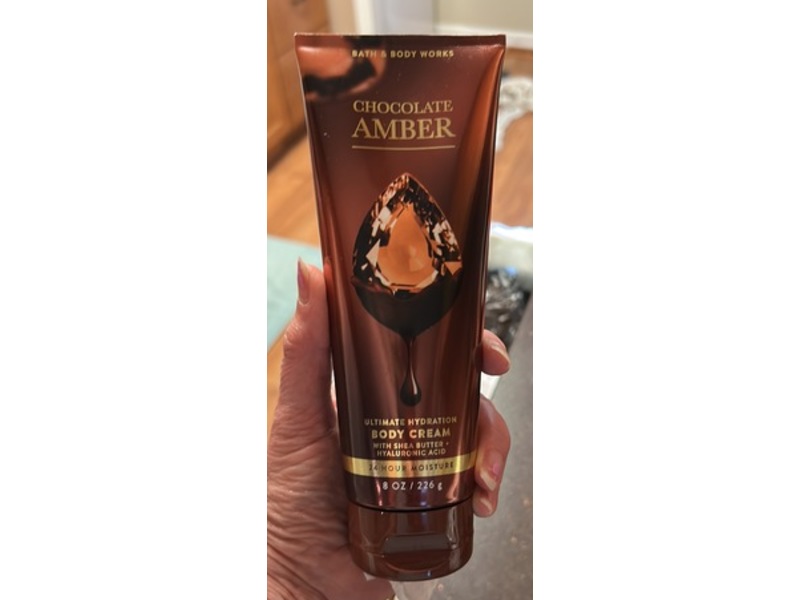 BATH & BODY WORKS
CHOCOLATE
AMBER
ULTIMATE HYDRATION
BODY CREAM
WITH SHEA BUTTER +
HYALURONIC ACID
24-HOUR MOISTURE
8 OZ / 226 g